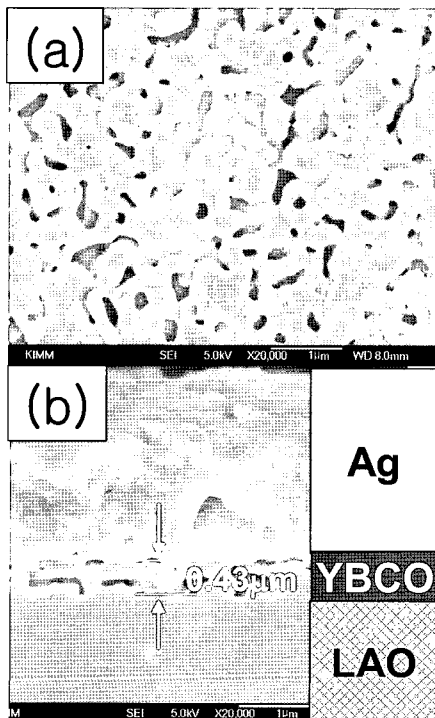 (a)
KIMM SEI 5.0kV X20,000 1μm WD 8.0mm
(b)
Ag
0.43μm
YBCO
LAO
IM SEI 5.0kV X20,000 1μm